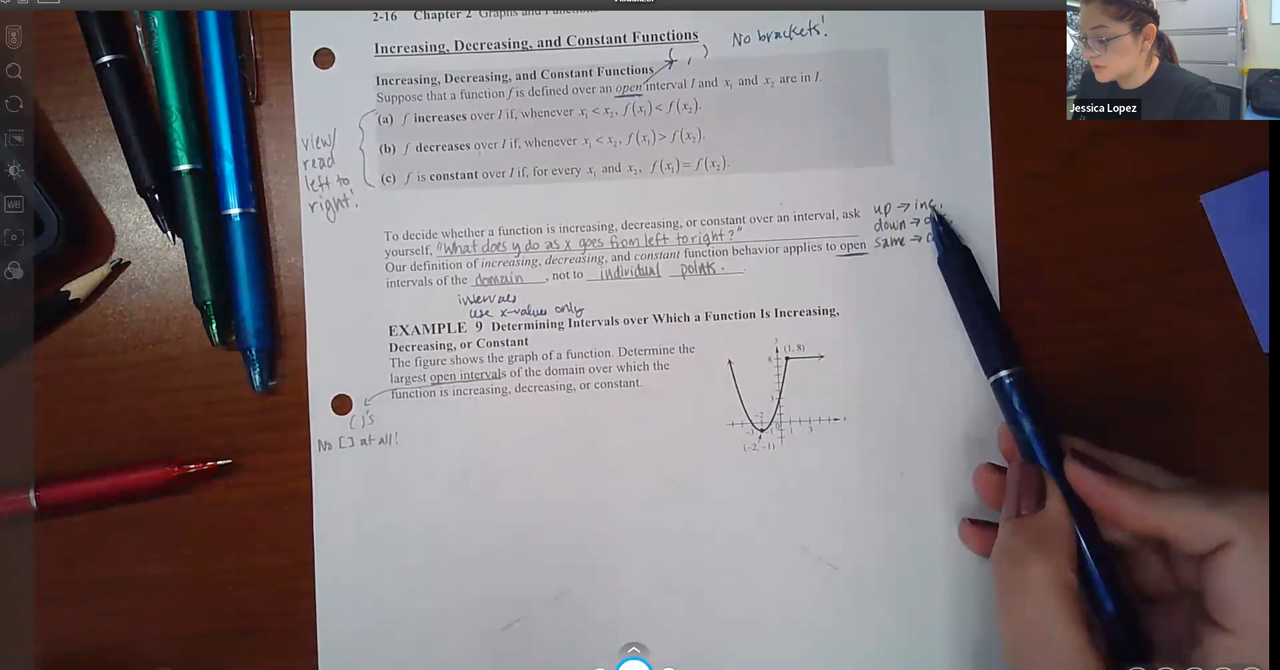 2-16 Chapter 2 Graphs and Functions
Increasing, Decreasing, and Constant Functions
No brackets!
( , )
Increasing, Decreasing, and Constant Functions
Suppose that a function f is defined over an open interval I and x₁ and x₂ are in I.
(a) f increases over I if, whenever x₁ < x₂, f(x₁) < f(x₂).
(b) f decreases over I if, whenever x₁ < x₂, f(x₁) > f(x₂).
(c) f is constant over I if, for every x₁ and x₂, f(x₁) = f(x₂).
view/
read
left to
right!
To decide whether a function is increasing, decreasing, or constant over an interval, ask
yourself, "What does y do as x goes from left to right?"
Our definition of increasing, decreasing, and constant function behavior applies to open
intervals of the domain, not to individual points.
up → inc.
down →
same →
intervals
use x-values only
EXAMPLE 9 Determining Intervals over Which a Function Is Increasing,
Decreasing, or Constant
The figure shows the graph of a function. Determine the
largest open intervals of the domain over which the
function is increasing, decreasing, or constant.
( )'s
No [ ] at all!
y
(1, 8)
8
-2
x
1 3
(-2, -1)
Jessica Lopez
WB